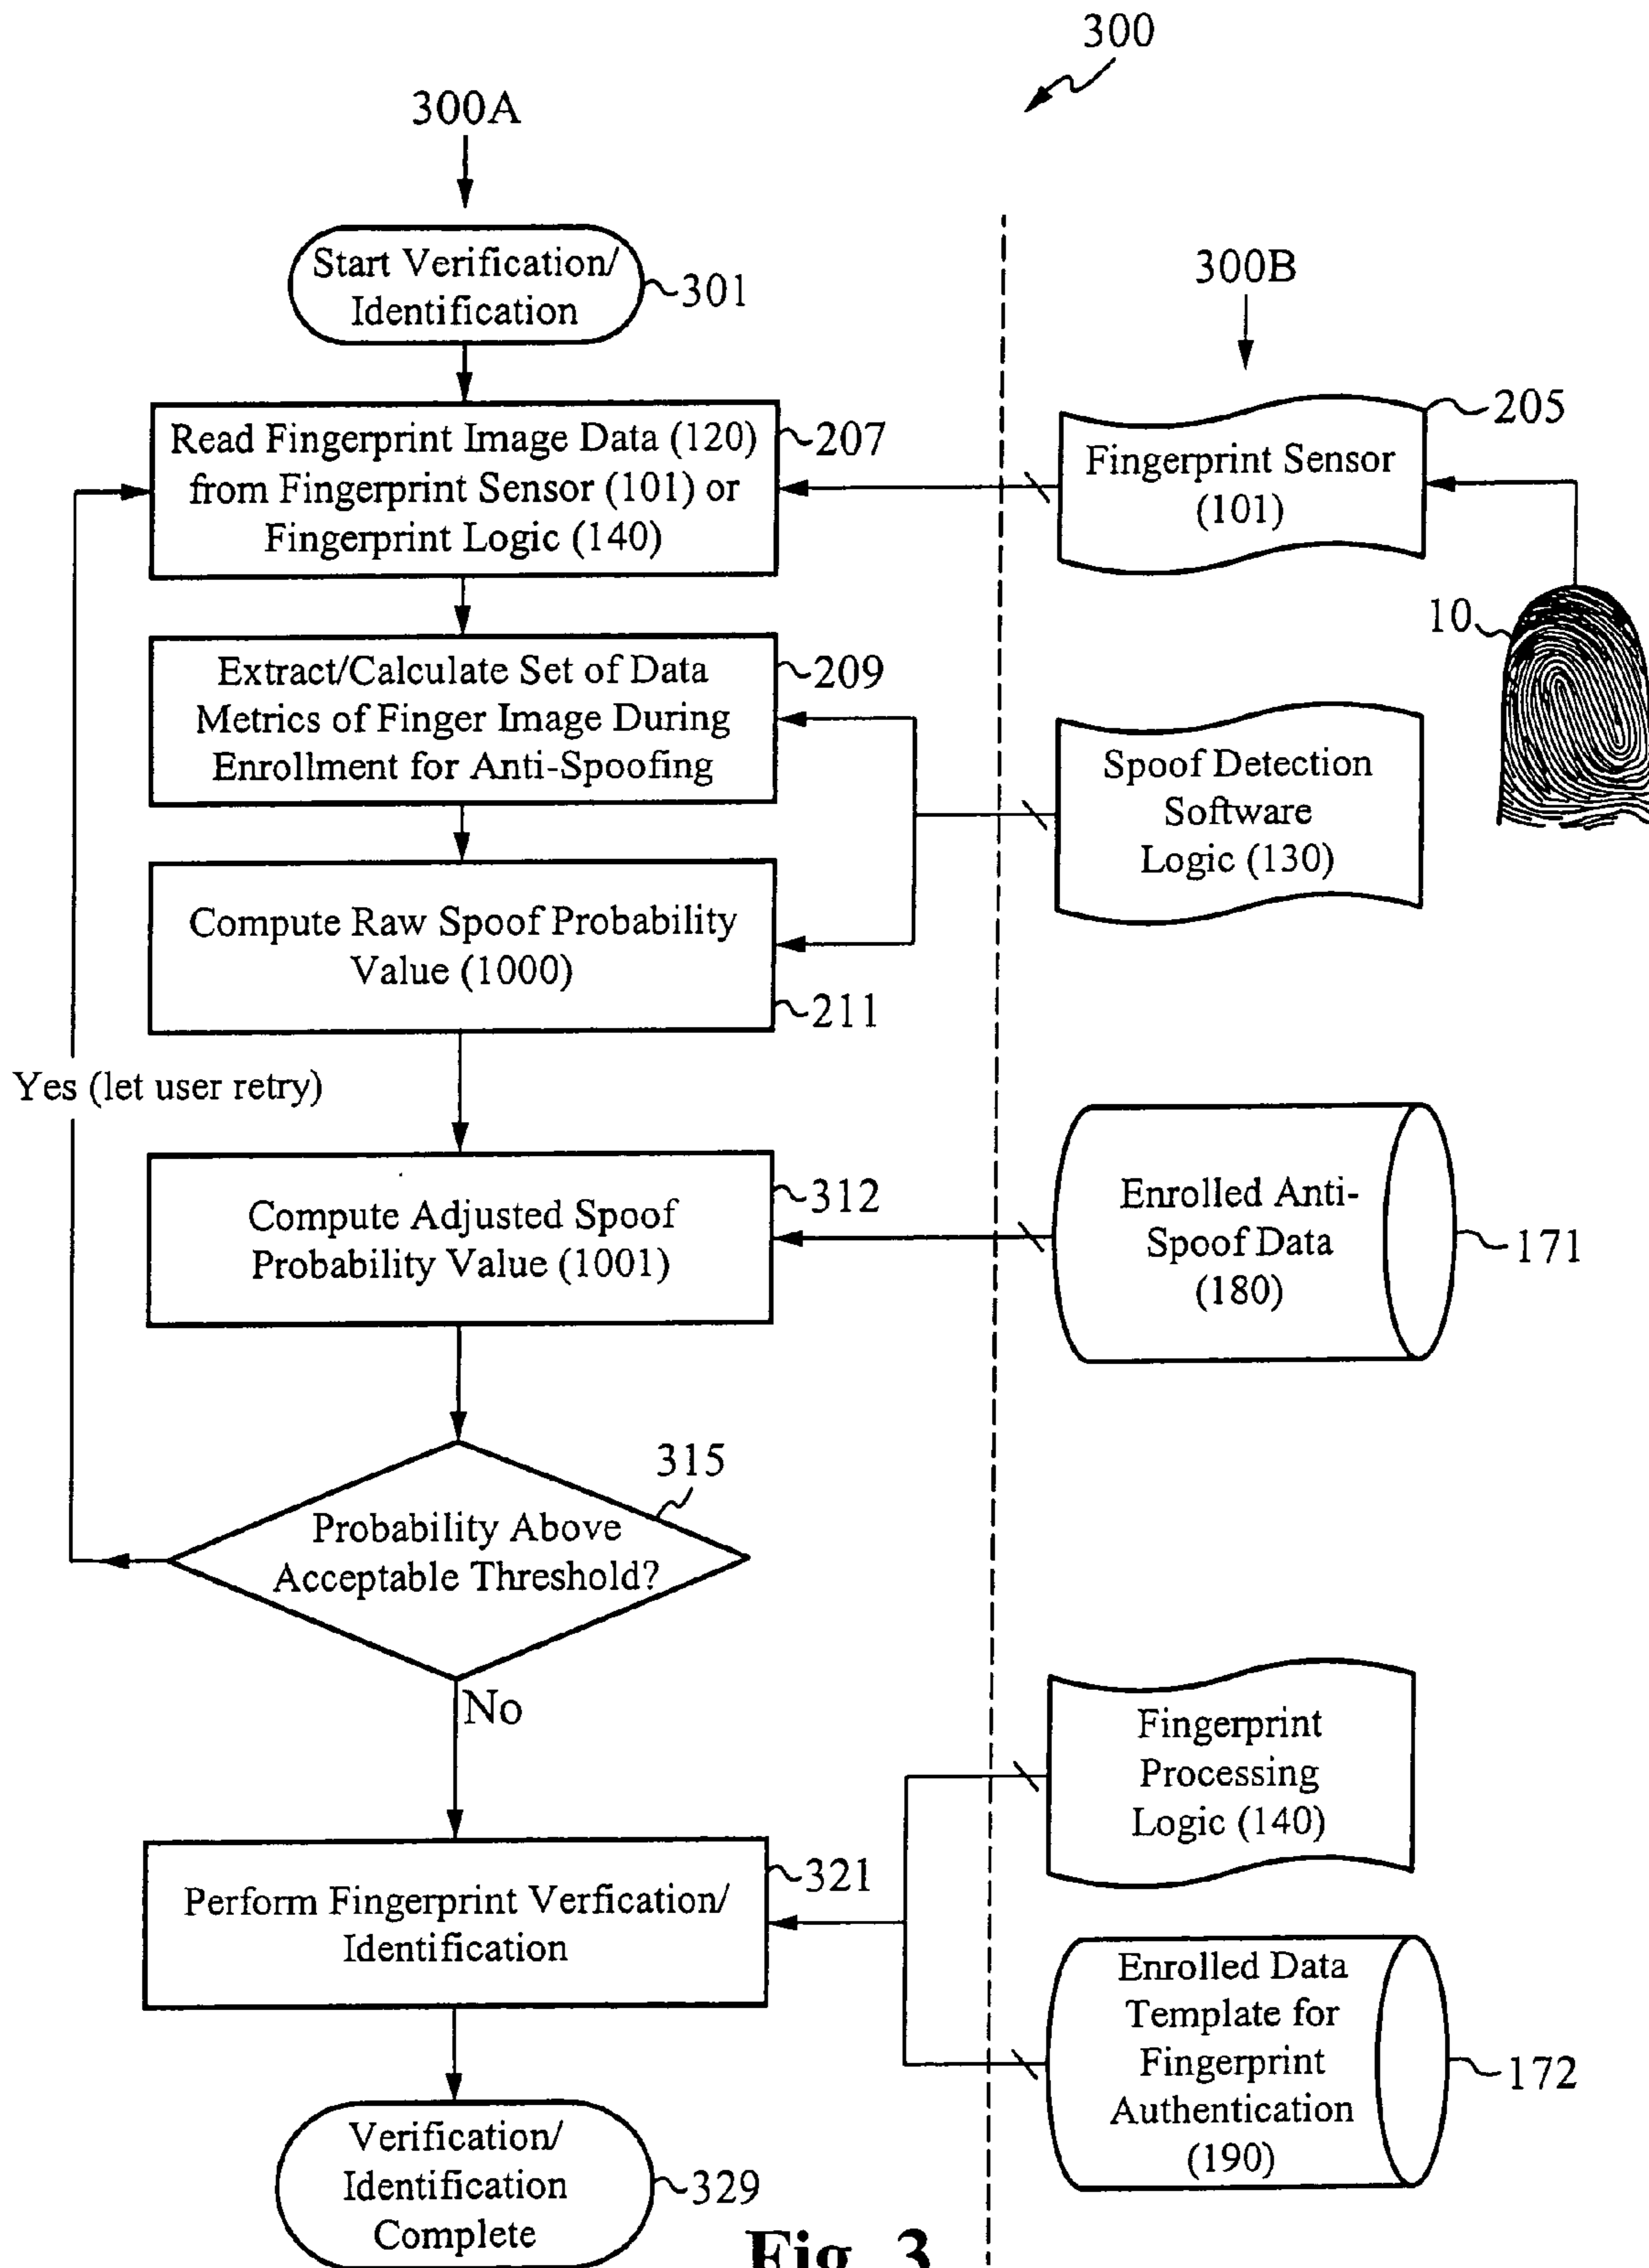 300
300A
Start Verification/
Identification
301
300B
Read Fingerprint Image Data (120)
from Fingerprint Sensor (101) or
Fingerprint Logic (140)
207
Fingerprint Sensor
(101)
205
10
Extract/Calculate Set of Data
Metrics of Finger Image During
Enrollment for Anti-Spoofing
209
Spoof Detection
Software
Logic (130)
Compute Raw Spoof Probability
Value (1000)
211
Yes (let user retry)
Compute Adjusted Spoof
Probability Value (1001)
312
Enrolled Anti-
Spoof Data
(180)
171
315
Probability Above
Acceptable Threshold?
No
Fingerprint
Processing
Logic (140)
Perform Fingerprint Verfication/
Identification
321
Enrolled Data
Template for
Fingerprint
Authentication
(190)
172
Verification/
Identification
Complete
329
Fig. 3